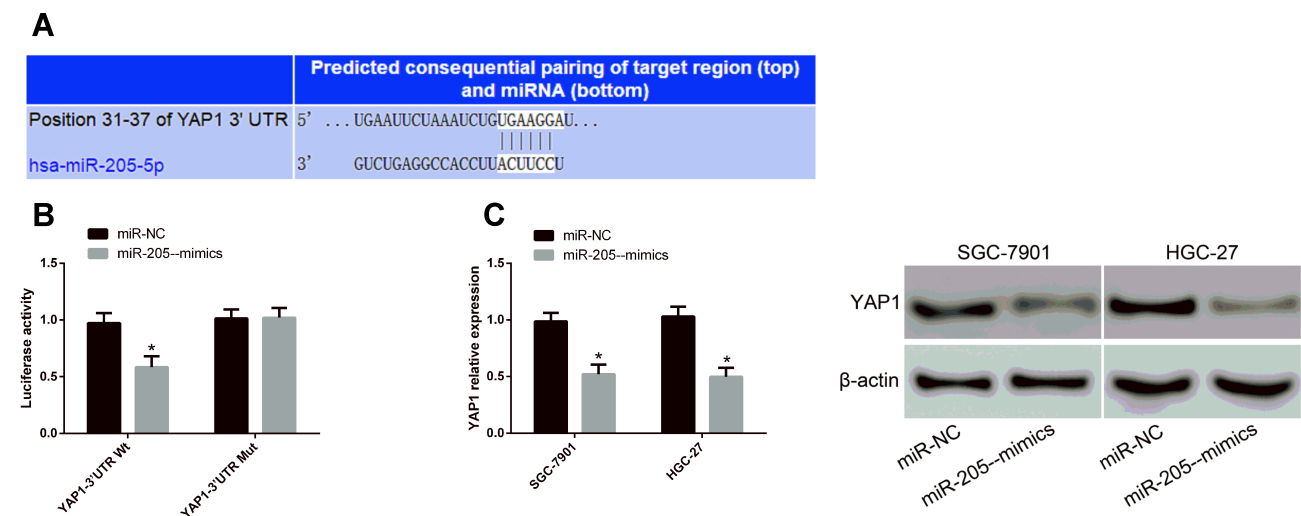 A
Predicted consequential pairing of target region (top)
and miRNA (bottom)
Position 31-37 of YAP1 3' UTR 5' ...UGAAUUCUAAAUCUGUGAAGGAU...
||||||
hsa-miR-205-5p 3' GUCUGAGGCCACCUUACUUCCU
B
miR-NC
miR-205--mimics
Luciferase activity
1.5
1.0
0.5
0.0
*
YAP1-3'UTR Wt
YAP1-3'UTR Mut
C
miR-NC
miR-205--mimics
YAP1 relative expression
1.5
1.0
0.5
0.0
*
*
SGC-7901
HGC-27
SGC-7901 HGC-27
YAP1
β-actin
miR-NC
miR-205--mimics
miR-NC
miR-205--mimics